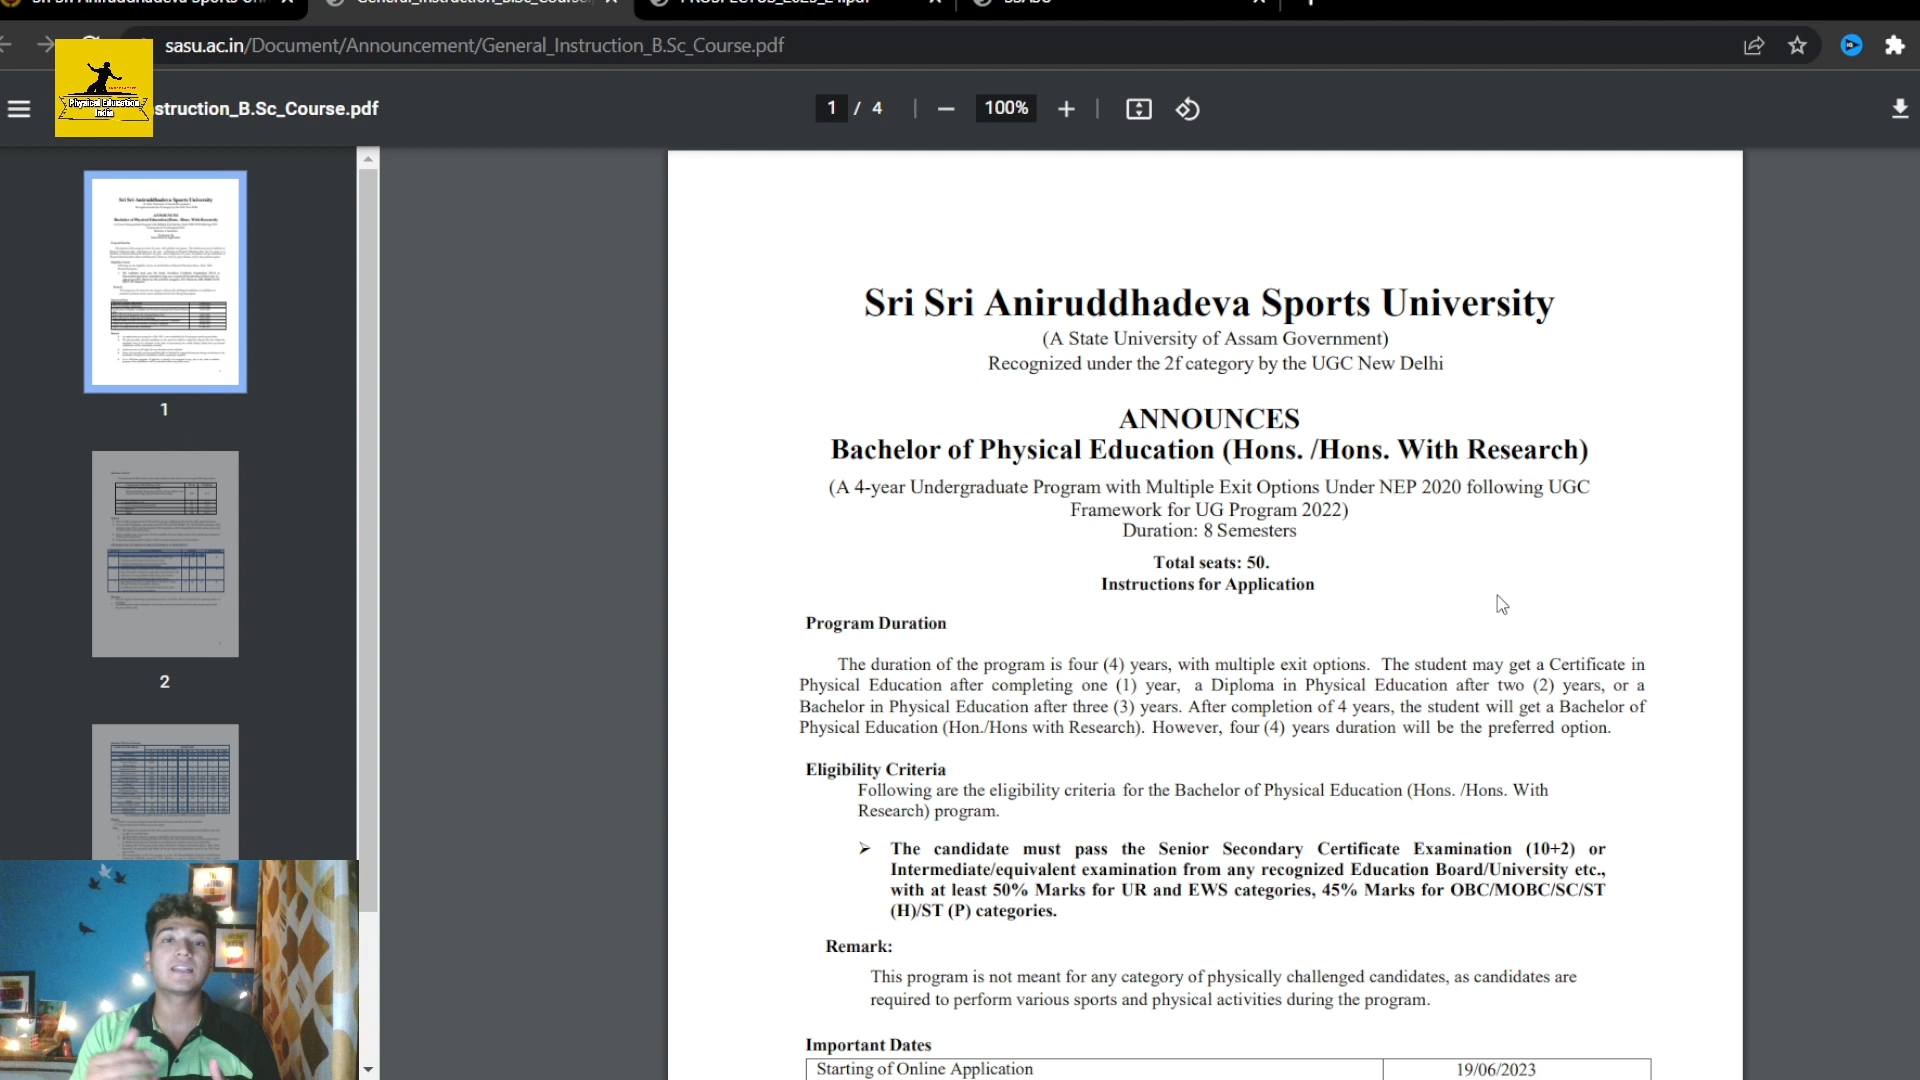 General_Instruction_B.Sc_Course
sasu.ac.in/Document/Announcement/General_Instruction_B.Sc_Course.pdf
Physical Education
India
struction_B.Sc_Course.pdf
1 / 4
100%
1
2
Sri Sri Aniruddhadeva Sports University
(A State University of Assam Government)
Recognized under the 2f category by the UGC New Delhi
ANNOUNCES
Bachelor of Physical Education (Hons. /Hons. With Research)
(A 4-year Undergraduate Program with Multiple Exit Options Under NEP 2020 following UGC
Framework for UG Program 2022)
Duration: 8 Semesters
Total seats: 50.
Instructions for Application
Program Duration
The duration of the program is four (4) years, with multiple exit options. The student may get a Certificate in
Physical Education after completing one (1) year, a Diploma in Physical Education after two (2) years, or a
Bachelor in Physical Education after three (3) years. After completion of 4 years, the student will get a Bachelor of
Physical Education (Hon./Hons with Research). However, four (4) years duration will be the preferred option.
Eligibility Criteria
Following are the eligibility criteria for the Bachelor of Physical Education (Hons. /Hons. With
Research) program.
➢ The candidate must pass the Senior Secondary Certificate Examination (10+2) or
Intermediate/equivalent examination from any recognized Education Board/University etc.,
with at least 50% Marks for UR and EWS categories, 45% Marks for OBC/MOBC/SC/ST
(H)/ST (P) categories.
Remark:
This program is not meant for any category of physically challenged candidates, as candidates are
required to perform various sports and physical activities during the program.
Important Dates
Starting of Online Application 19/06/2023